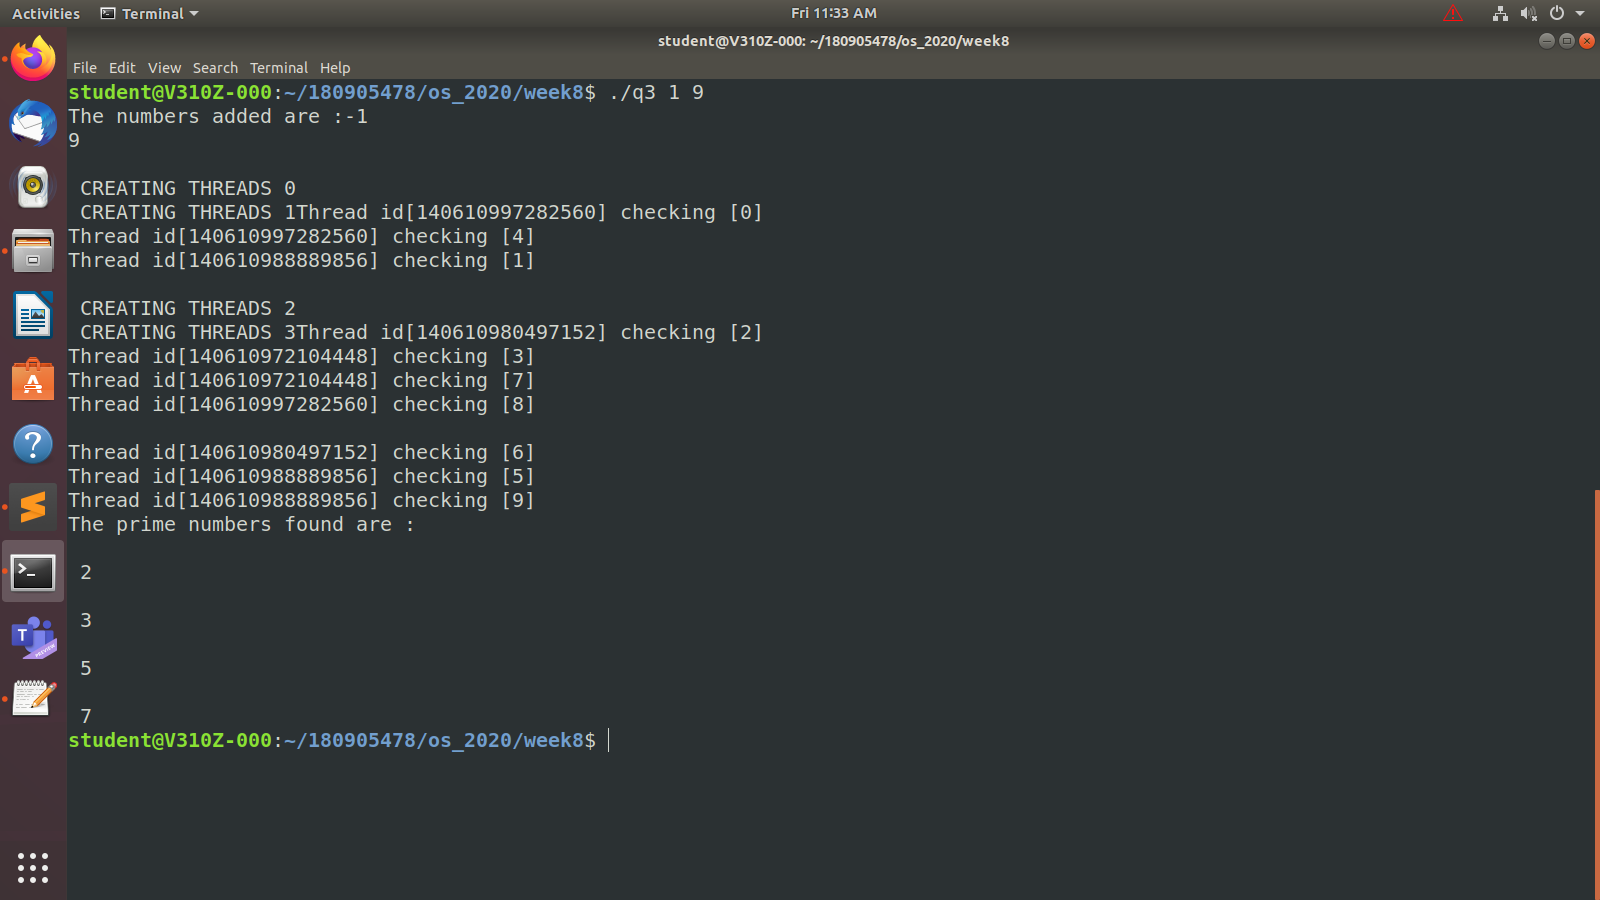 Activities Terminal Fri 11:33 AM
student@V310Z-000: ~/180905478/os_2020/week8
File Edit View Search Terminal Help
student@V310Z-000:~/180905478/os_2020/week8$ ./q3 1 9
The numbers added are :-1
9
CREATING THREADS 0
CREATING THREADS 1Thread id[140610997282560] checking [0]
Thread id[140610997282560] checking [4]
Thread id[140610988889856] checking [1]
CREATING THREADS 2
CREATING THREADS 3Thread id[140610980497152] checking [2]
Thread id[140610972104448] checking [3]
Thread id[140610972104448] checking [7]
Thread id[140610997282560] checking [8]
Thread id[140610980497152] checking [6]
Thread id[140610988889856] checking [5]
Thread id[140610988889856] checking [9]
The prime numbers found are :
2
3
5
7
student@V310Z-000:~/180905478/os_2020/week8$
T
PREVIEW